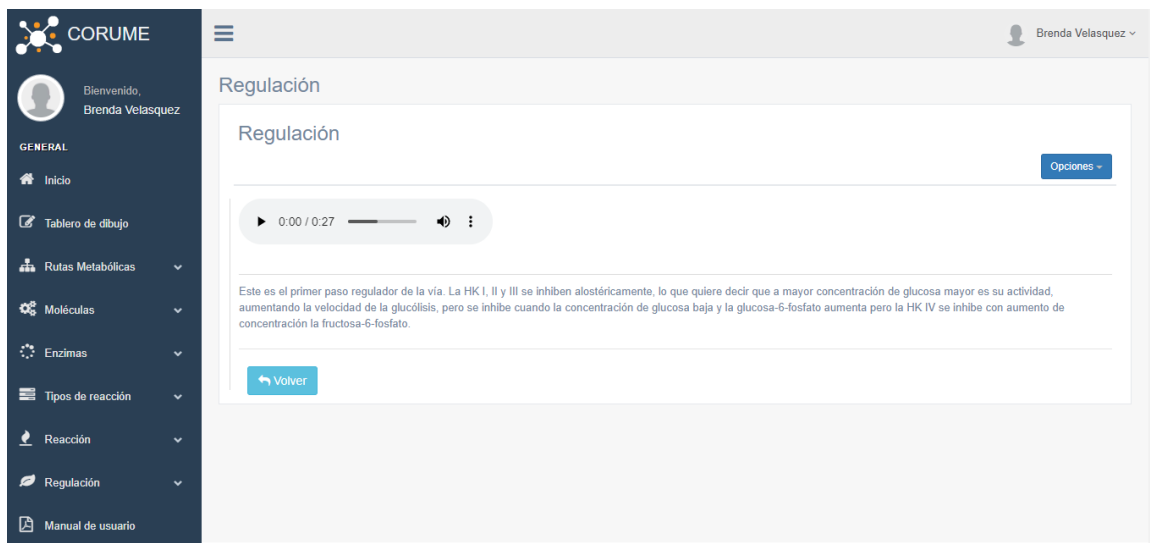 CORUME
Brenda Velasquez
Bienvenido,
Brenda Velasquez
GENERAL
Inicio
Tablero de dibujo
Rutas Metabólicas
Moléculas
Enzimas
Tipos de reacción
Reacción
Regulación
Manual de usuario
Regulación
Regulación
Opciones
0:00 / 0:27
Este es el primer paso regulador de la vía. La HK I, II y III se inhiben alostéricamente, lo que quiere decir que a mayor concentración de glucosa mayor es su actividad,
aumentando la velocidad de la glucólisis, pero se inhibe cuando la concentración de glucosa baja y la glucosa-6-fosfato aumenta pero la HK IV se inhibe con aumento de
concentración la fructosa-6-fosfato.
Volver